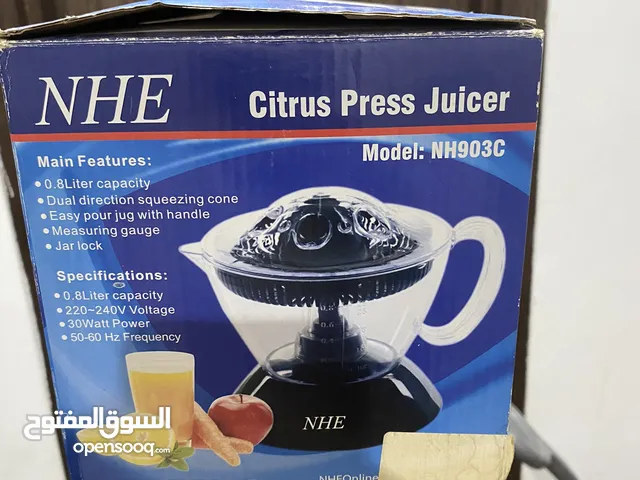 NHE
Citrus Press Juicer
Model: NH903C
Main Features:
• 0.8Liter capacity
• Dual direction squeezing cone
• Easy pour jug with handle
• Measuring gauge
• Jar lock
Specifications:
• 0.8Liter capacity
• 220~240V Voltage
• 30Watt Power
• 50-60 Hz Frequency
NHE
السوق المفتوح
opensooq.com
NHEOnline